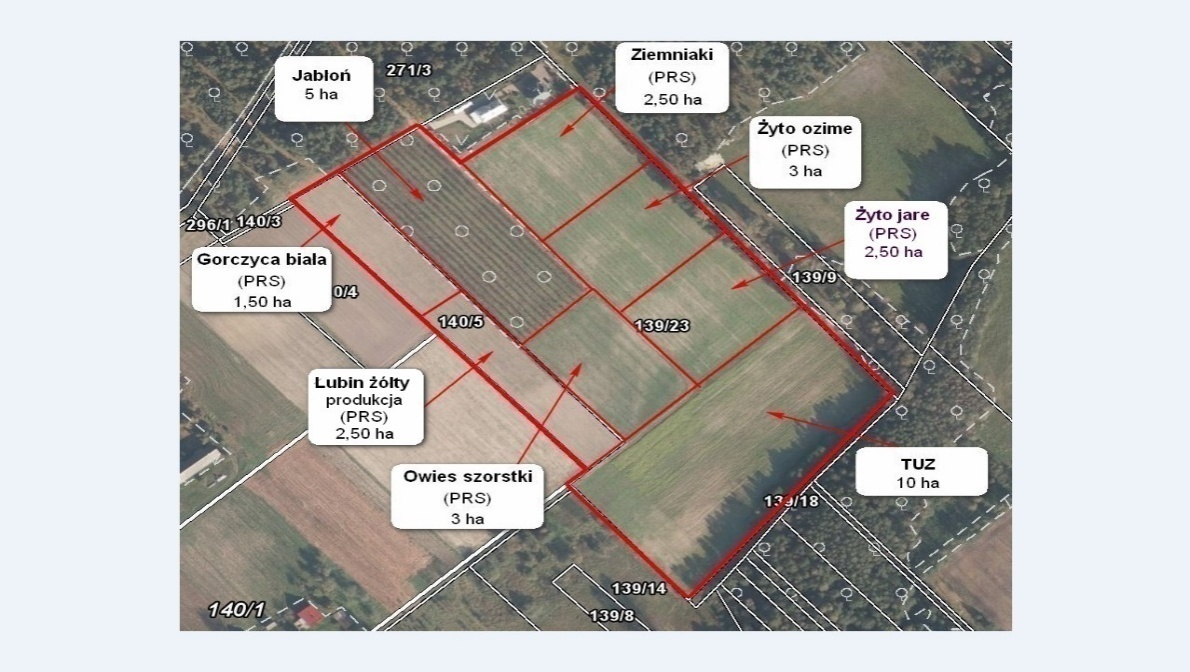 271/3
Jabłoń
5 ha
Ziemniaki
(PRS)
2,50 ha
Żyto ozime
(PRS)
3 ha
Żyto jare
(PRS)
2,50 ha
296/1
140/3
Gorczyca biala
(PRS)
1,50 ha
0/4
140/5
139/23
139/9
Łubin żółty
produkcja
(PRS)
2,50 ha
Owies szorstki
(PRS)
3 ha
TUZ
10 ha
139/18
139/14
139/8
140/1